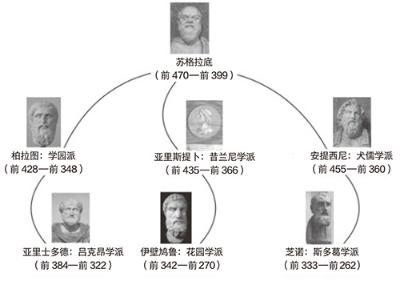 苏格拉底
(前 470—前 399)
柏拉图：学园派
(前 428—前 348)
亚里斯提卜：昔兰尼学派
(前 435—前 366)
安提西尼：犬儒学派
(前 455—前 360)
亚里士多德：吕克昂学派
(前 384—前 322)
伊壁鸠鲁：花园学派
(前 342—前 270)
芝诺：斯多葛学派
(前 333—前 262)